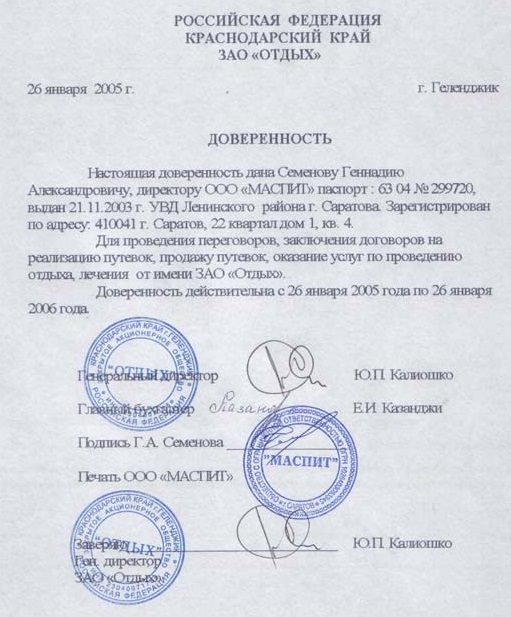 РОССИЙСКАЯ ФЕДЕРАЦИЯ
КРАСНОДАРСКИЙ КРАЙ
ЗАО «ОТДЫХ»
26 января 2005 г. г. Геленджик
ДОВЕРЕННОСТЬ
Настоящая доверенность дана Семенову Геннадию
Александровичу, директору ООО «МАСПИТ» паспорт : 63 04 № 299720,
выдан 21.11.2003 г. УВД Ленинского района г. Саратова. Зарегистрирован
по адресу: 410041 г. Саратов, 22 квартал дом 1, кв. 4.
Для проведения переговоров, заключения договоров на
реализацию путевок, продажу путевок, оказание услуг по проведению
отдыха, лечения от имени ЗАО «Отдых».
Доверенность действительна с 26 января 2005 года по 26 января
2006 года.
КРАСНОДАРСКИЙ КРАЙ г. ГЕЛЕНДЖИК
АКЦИОНЕРНОЕ ОБЩЕСТВО
"ОТДЫХ"
РОССИЙСКАЯ ФЕДЕРАЦИЯ
Генеральный директор Ю.П. Калиошко
Главный бухгалтер Е.И Казанджи
Подпись Г.А. Семенова
ОБЩЕСТВО С ОГРАНИЧЕННОЙ ОТВЕТСТВЕННОСТЬЮ
"МАСПИТ"
г. САРАТОВ
Печать ООО «МАСПИТ»
КРАСНОДАРСКИЙ КРАЙ г. ГЕЛЕНДЖИК
АКЦИОНЕРНОЕ ОБЩЕСТВО
"ОТДЫХ"
РОССИЙСКАЯ ФЕДЕРАЦИЯ
Заверяю Ю.П. Калиошко
Ген. директор
ЗАО «Отдых»